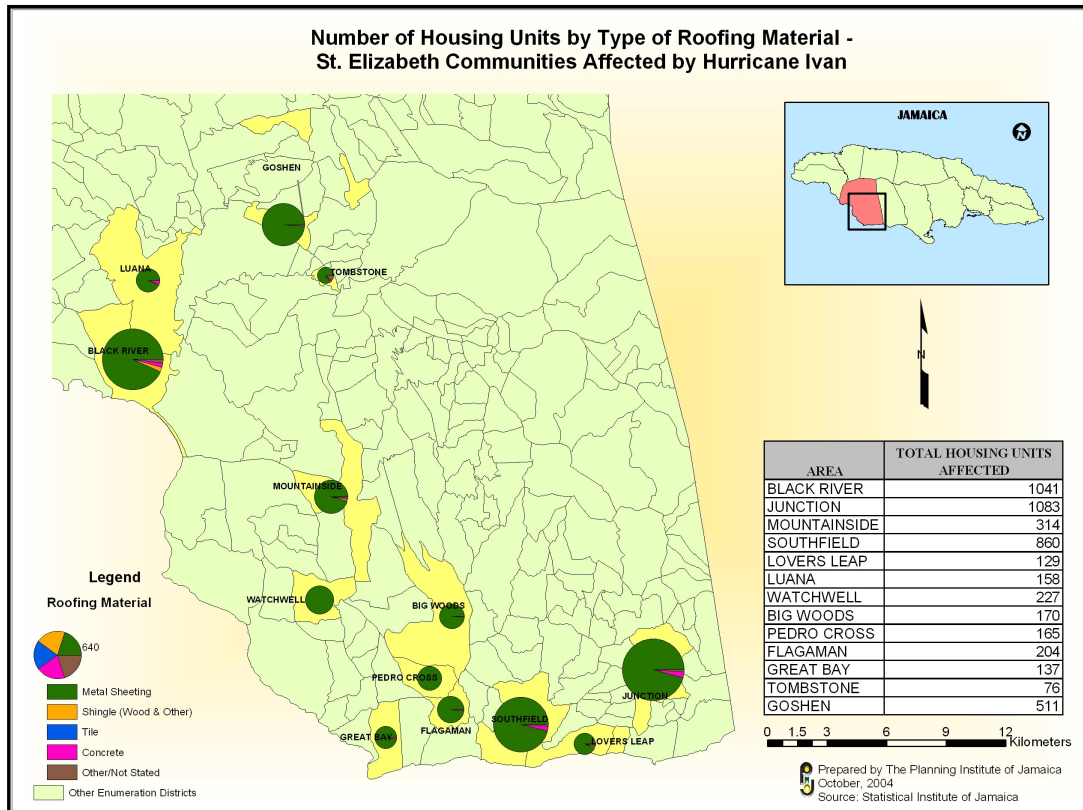 Number of Housing Units by Type of Roofing Material -
St. Elizabeth Communities Affected by Hurricane Ivan
JAMAICA
N
GOSHEN
LUANA
TOMBSTONE
BLACK RIVER
N
MOUNTAINSIDE
WATCHWELL
BIG WOODS
PEDRO CROSS
JUNCTION
SOUTHFIELD
FLAGAMAN
GREAT BAY
LOVERS LEAP
Legend
Roofing Material
640
Metal Sheeting
Shingle (Wood & Other)
Tile
Concrete
Other/Not Stated
Other Enumeration Districts
AREA TOTAL HOUSING UNITS AFFECTED
BLACK RIVER 1041
JUNCTION 1083
MOUNTAINSIDE 314
SOUTHFIELD 860
LOVERS LEAP 129
LUANA 158
WATCHWELL 227
BIG WOODS 170
PEDRO CROSS 165
FLAGAMAN 204
GREAT BAY 137
TOMBSTONE 76
GOSHEN 511
0 1.5 3 6 9 12
Kilometers
Prepared by The Planning Institute of Jamaica
October, 2004
Source: Statistical Institute of Jamaica